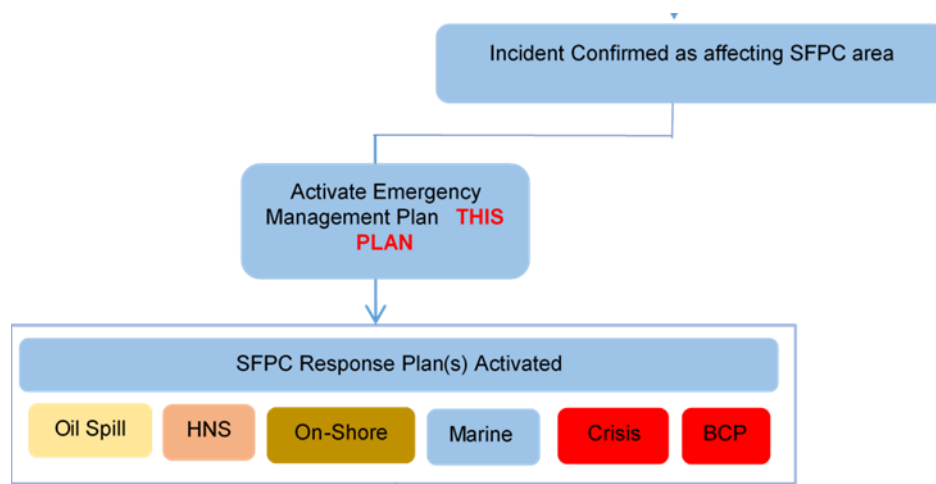 Incident Confirmed as affecting SFPC area
Activate Emergency
Management Plan THIS
PLAN
SFPC Response Plan(s) Activated
Oil Spill HNS On-Shore Marine Crisis BCP